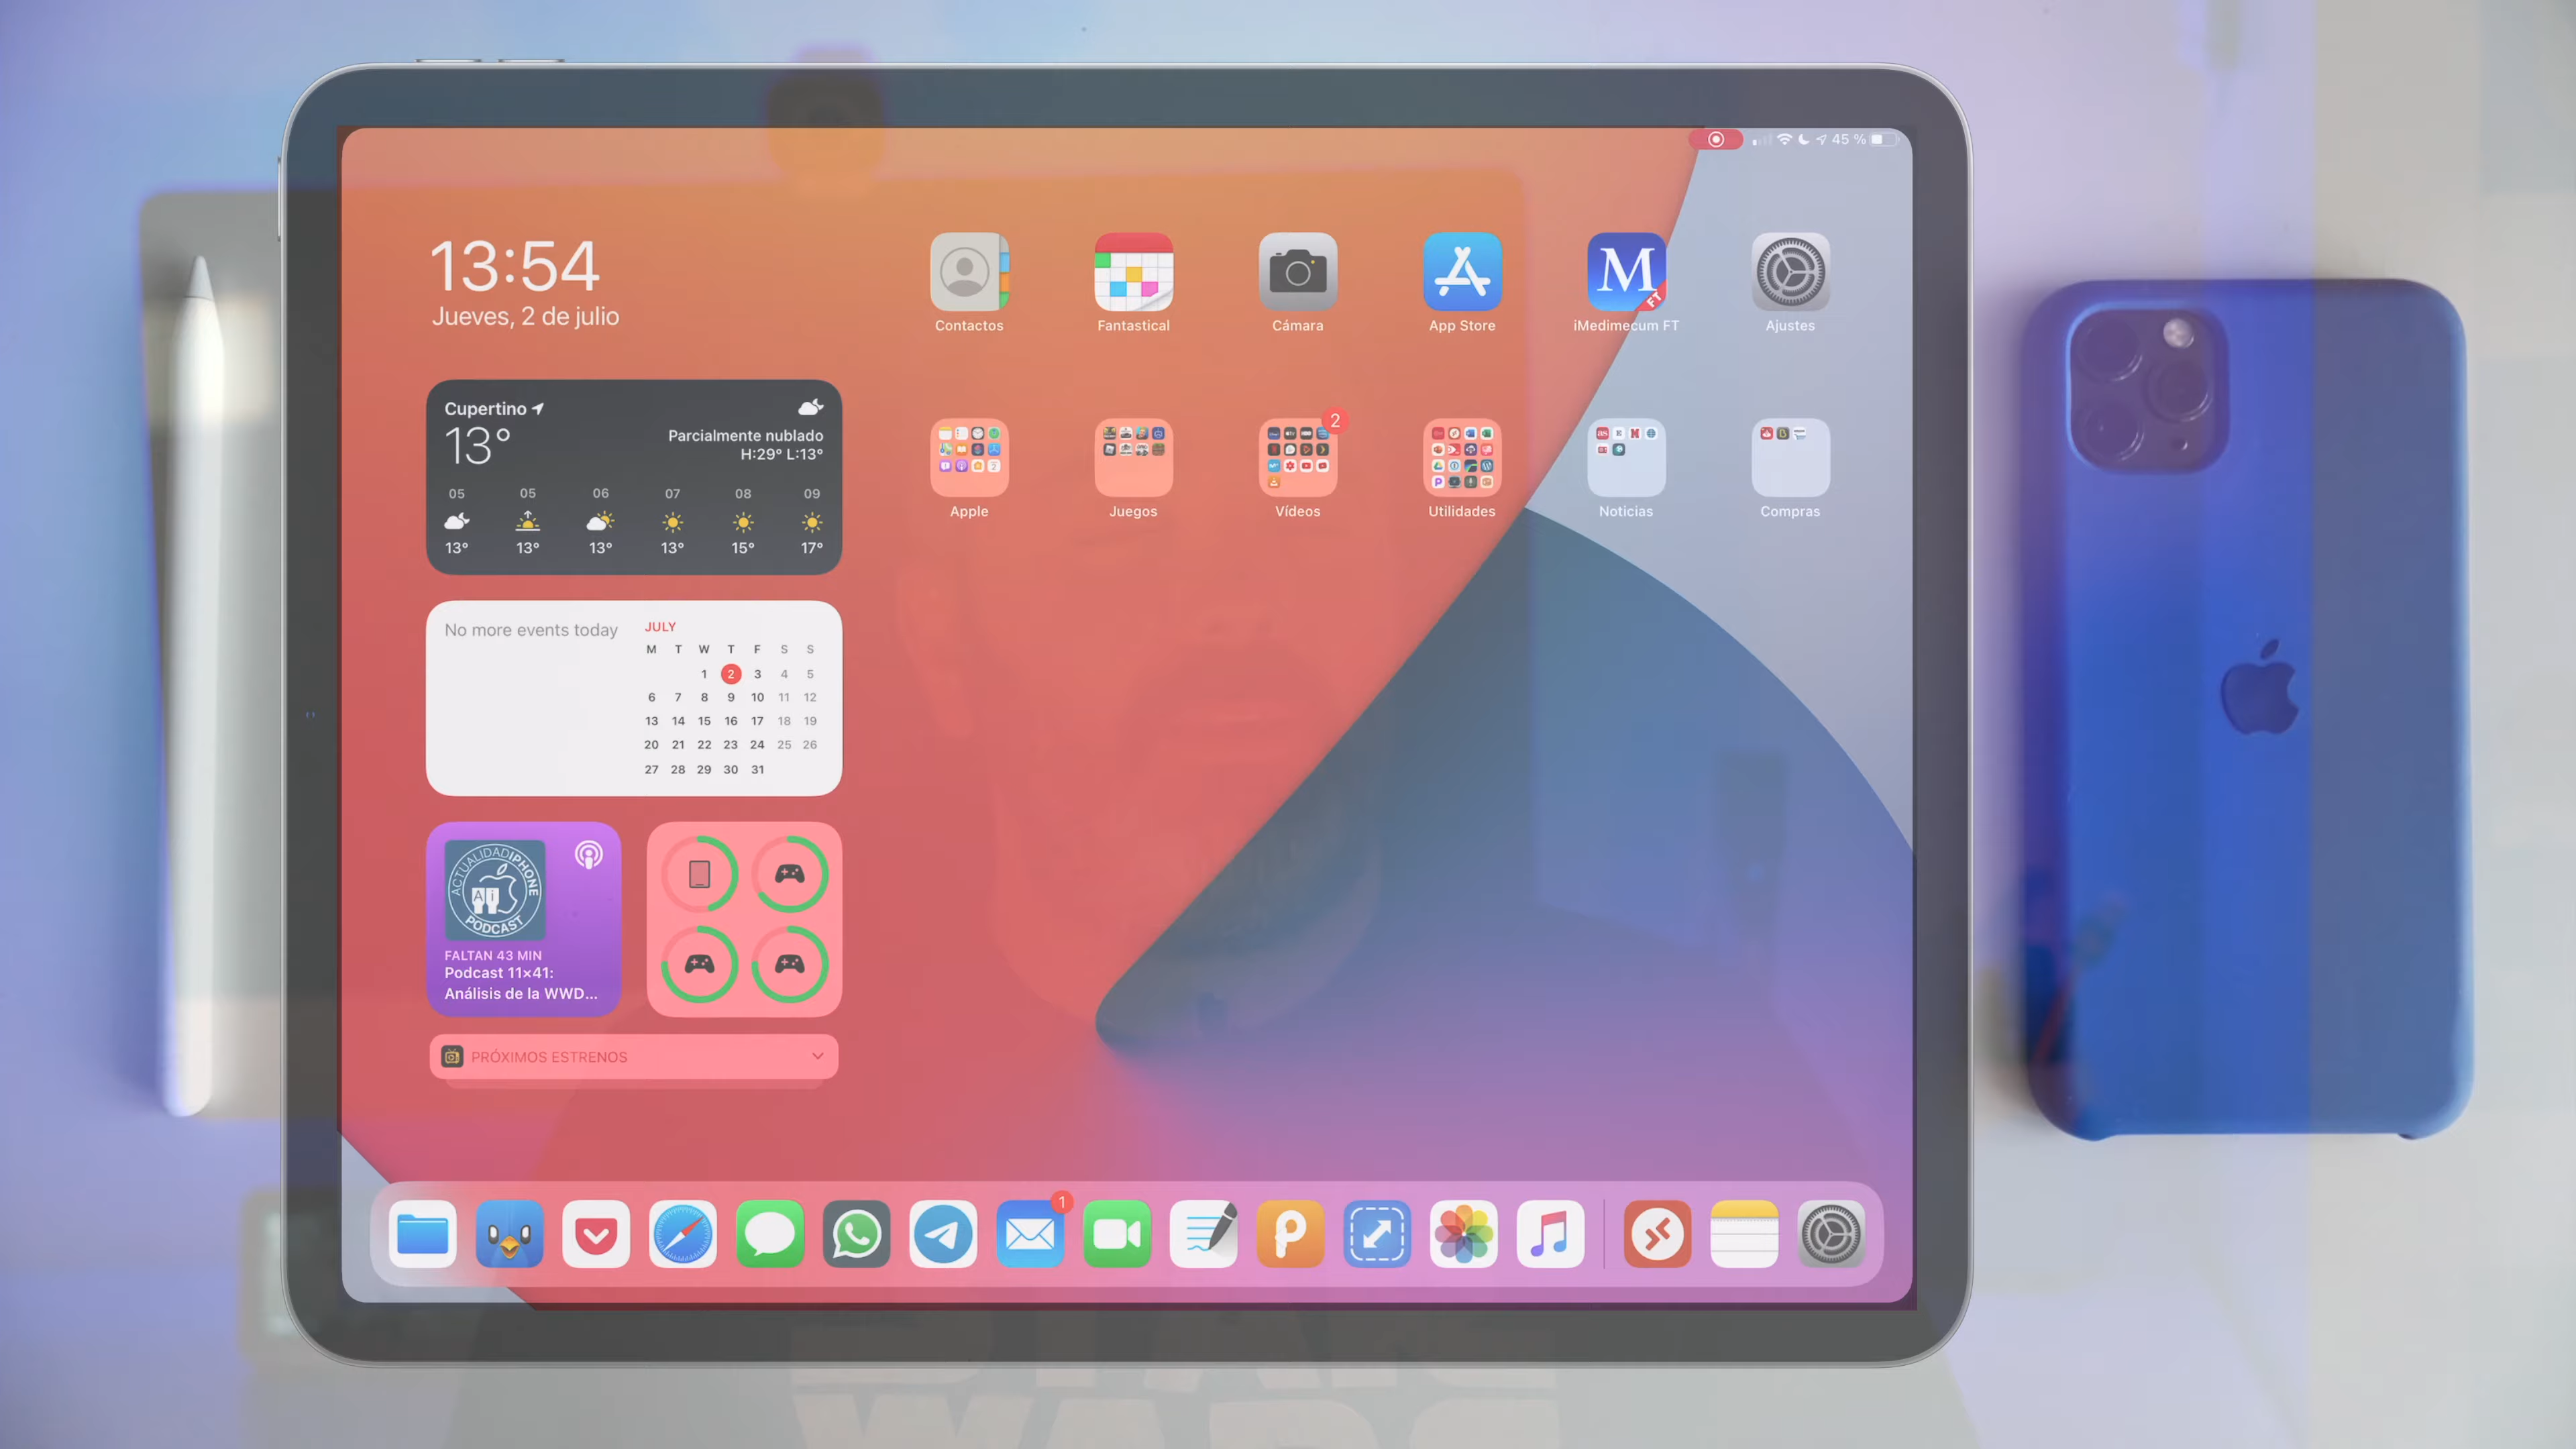 45 %
13:54
Jueves, 2 de julio
Contactos
Fantastical
Cámara
App Store
M
FT
iMedimecum FT
Ajustes
Cupertino
13°
Parcialmente nublado
H:29° L:13°
05 05 06 07 08 09
13° 13° 13° 13° 15° 17°
2
Apple
Juegos
Vídeos
Utilidades
Noticias
Compras
No more events today
JULY
M T W T F S S
1 2 3 4 5
6 7 8 9 10 11 12
13 14 15 16 17 18 19
20 21 22 23 24 25 26
27 28 29 30 31
ACTUALIDADIPHONE
Ai
PODCAST
FALTAN 43 MIN
Podcast 11×41:
Análisis de la WWD...
PRÓXIMOS ESTRENOS
1
WARS